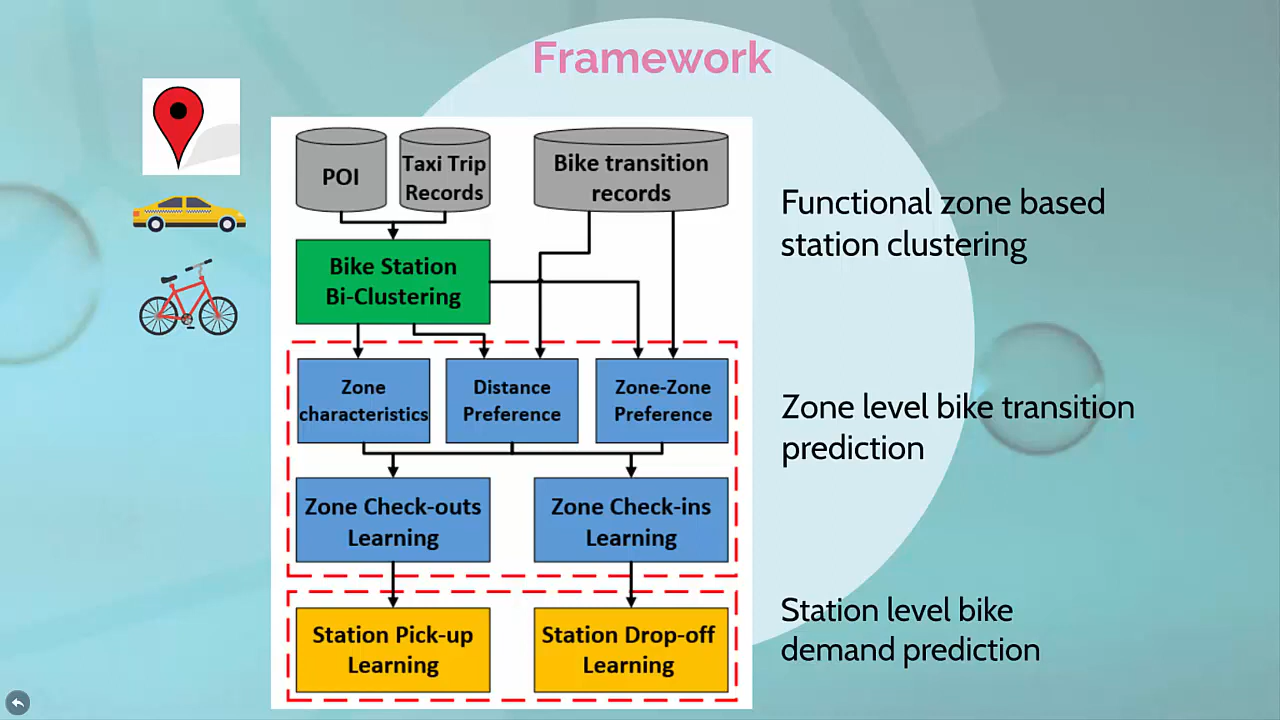 Framework
POI
Taxi Trip
Records
Bike transition
records
Functional zone based
station clustering
Bike Station
Bi-Clustering
Zone
characteristics
Distance
Preference
Zone-Zone
Preference
Zone level bike transition
prediction
Zone Check-outs
Learning
Zone Check-ins
Learning
Station Pick-up
Learning
Station Drop-off
Learning
Station level bike
demand prediction